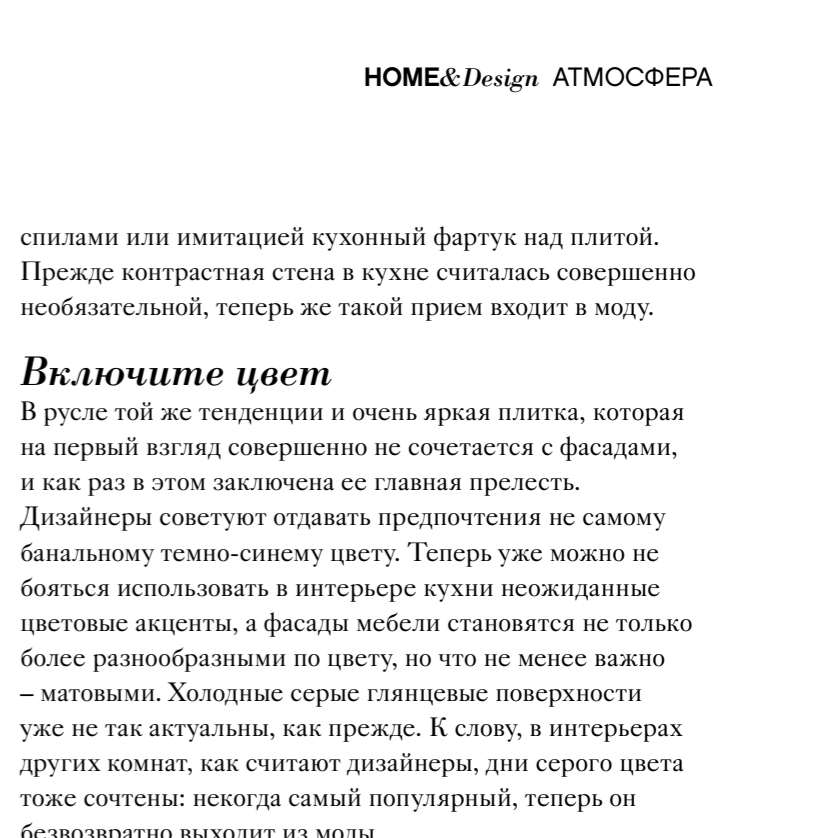 HOME&Design АТМОСФЕРА
спилами или имитацией кухонный фартук над плитой.
Прежде контрастная стена в кухне считалась совершенно
необязательной, теперь же такой прием входит в моду.
Включите цвет
В русле той же тенденции и очень яркая плитка, которая
на первый взгляд совершенно не сочетается с фасадами,
и как раз в этом заключена ее главная прелесть.
Дизайнеры советуют отдавать предпочтения не самому
банальному темно-синему цвету. Теперь уже можно не
бояться использовать в интерьере кухни неожиданные
цветовые акценты, а фасады мебели становятся не только
более разнообразными по цвету, но что не менее важно
– матовыми. Холодные серые глянцевые поверхности
уже не так актуальны, как прежде. К слову, в интерьерах
других комнат, как считают дизайнеры, дни серого цвета
тоже сочтены: некогда самый популярный, теперь он
безвозвратно выходит из моды